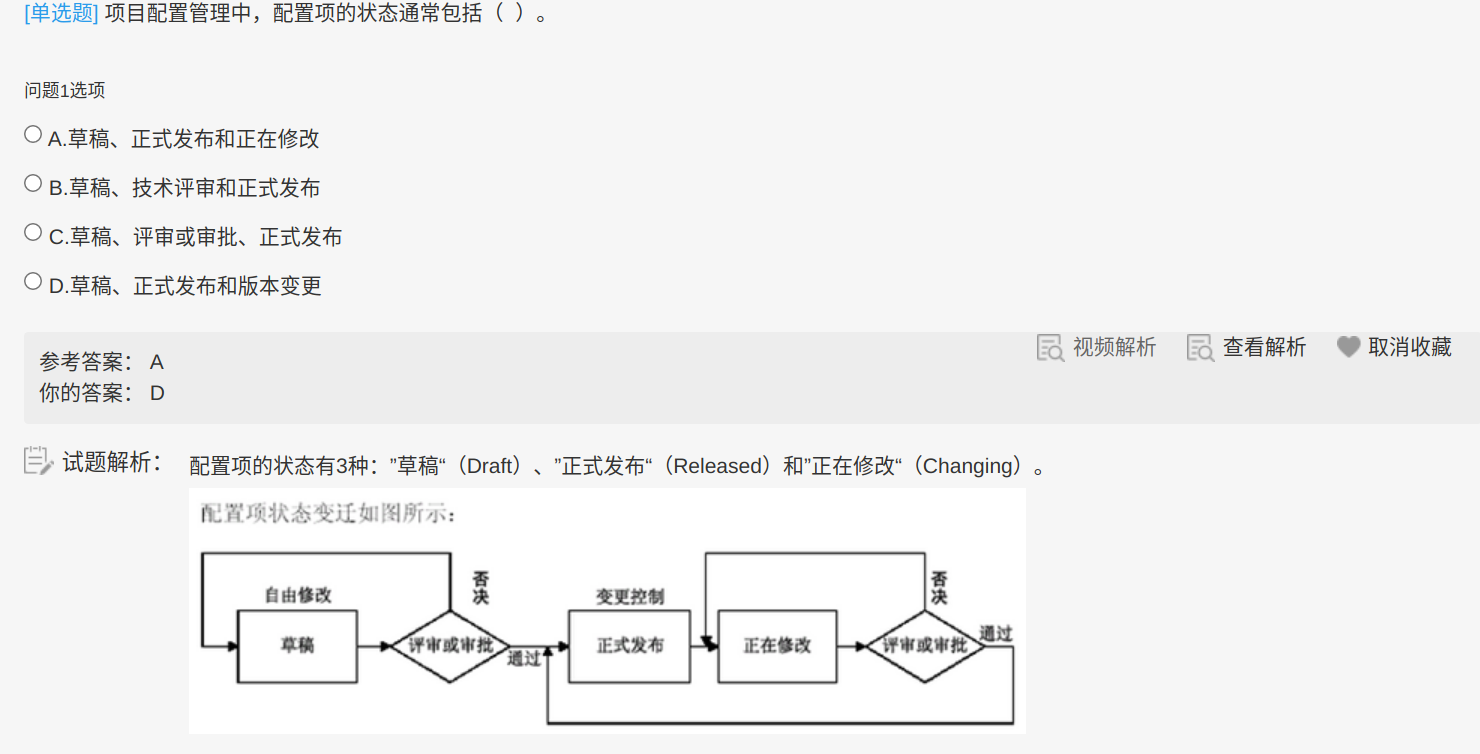 [单选题] 项目配置管理中，配置项的状态通常包括（ ）。
问题1选项
A.草稿、正式发布和正在修改
B.草稿、技术评审和正式发布
C.草稿、评审或审批、正式发布
D.草稿、正式发布和版本变更
参考答案： A
视频解析 查看解析 取消收藏
你的答案： D
试题解析： 配置项的状态有3种：”草稿“（Draft）、”正式发布“（Released）和”正在修改“（Changing）。
配置项状态变迁如图所示：
自由修改
草稿
否决
评审或审批
通过
变更控制
正式发布
正在修改
否决
评审或审批
通过